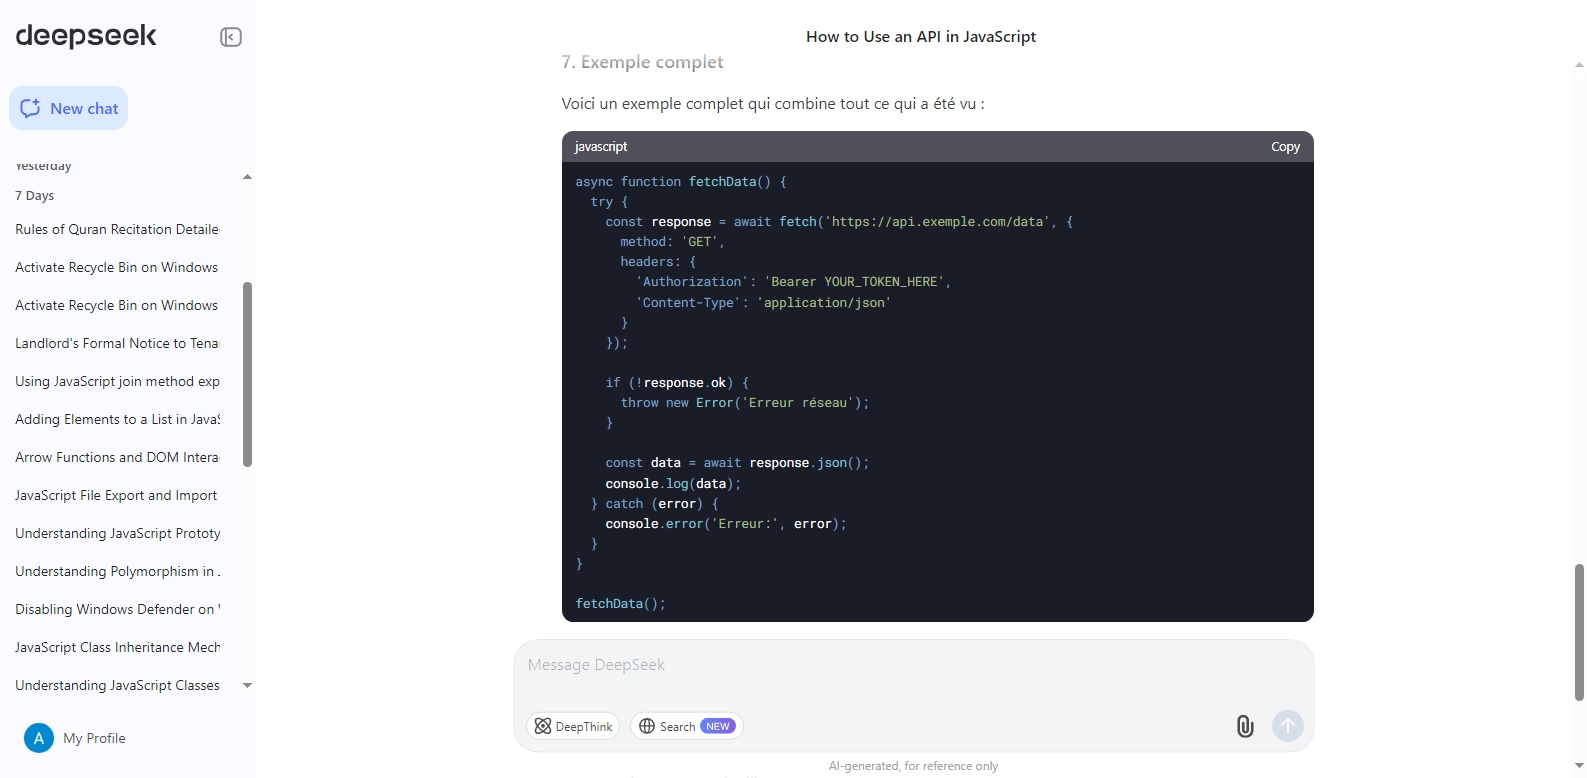 deepseek
New chat
Yesterday
7 Days
Rules of Quran Recitation Detaile
Activate Recycle Bin on Windows
Activate Recycle Bin on Windows
Landlord's Formal Notice to Tena
Using JavaScript join method exp
Adding Elements to a List in Java
Arrow Functions and DOM Intera
JavaScript File Export and Import
Understanding JavaScript Prototy
Understanding Polymorphism in .
Disabling Windows Defender on
JavaScript Class Inheritance Mech
Understanding JavaScript Classes
A My Profile
How to Use an API in JavaScript
7. Exemple complet
Voici un exemple complet qui combine tout ce qui a été vu :
javascript Copy
async function fetchData() {
  try {
    const response = await fetch('https://api.exemple.com/data', {
      method: 'GET',
      headers: {
        'Authorization': 'Bearer YOUR_TOKEN_HERE',
        'Content-Type': 'application/json'
      }
    });

    if (!response.ok) {
      throw new Error('Erreur réseau');
    }

    const data = await response.json();
    console.log(data);
  } catch (error) {
    console.error('Erreur:', error);
  }
}

fetchData();
Message DeepSeek
DeepThink Search NEW
AI-generated, for reference only